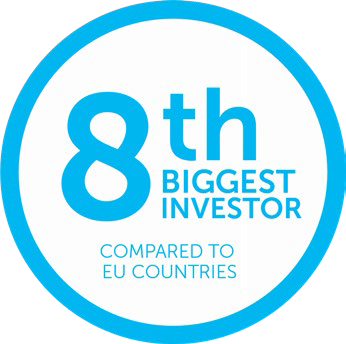 8th
BIGGEST
INVESTOR
COMPARED TO
EU COUNTRIES